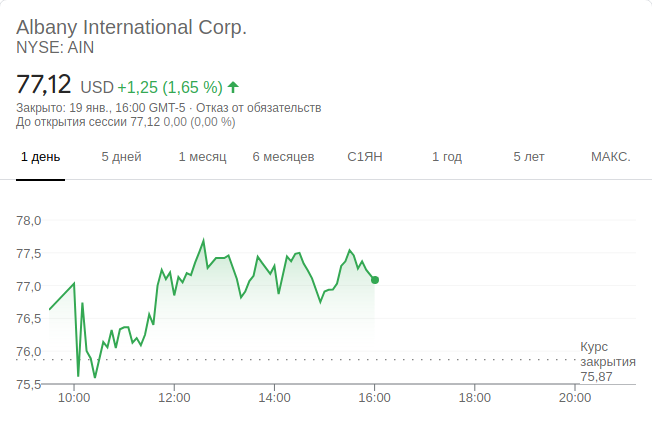 Albany International Corp.
NYSE: AIN
77,12 USD +1,25 (1,65 %)
Закрыто: 19 янв., 16:00 GMT-5 · Отказ от обязательств
До открытия сессии 77,12 0,00 (0,00 %)
1 день 5 дней 1 месяц 6 месяцев С1ЯН 1 год 5 лет МАКС.
78,0
77,5
77,0
76,5
76,0
75,5
Курс
закрытия
75,87
10:00 12:00 14:00 16:00 18:00 20:00